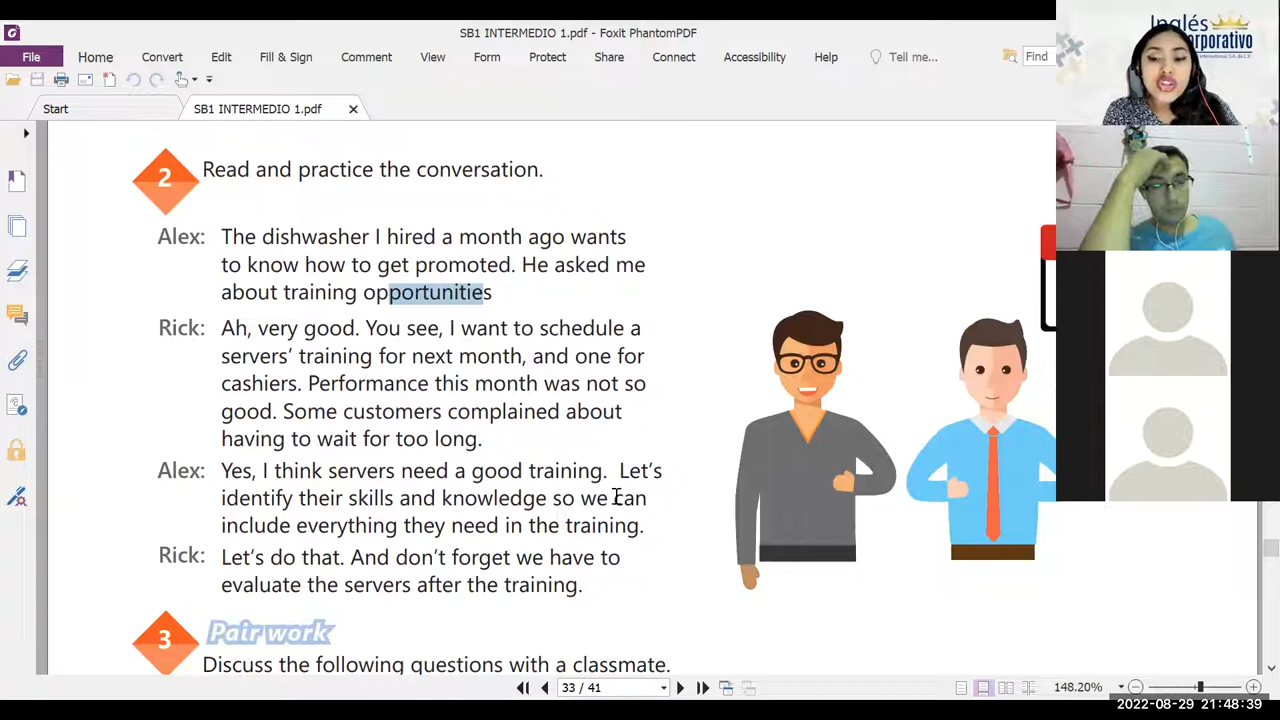 SB1 INTERMEDIO 1.pdf - Foxit PhantomPDF
File Home Convert Edit Fill & Sign Comment View Form Protect Share Connect Accessibility Help Tell me... Find
Start SB1 INTERMEDIO 1.pdf
Inglés
orporativo
2 Read and practice the conversation.
Alex: The dishwasher I hired a month ago wants
to know how to get promoted. He asked me
about training opportunities
Rick: Ah, very good. You see, I want to schedule a
servers’ training for next month, and one for
cashiers. Performance this month was not so
good. Some customers complained about
having to wait for too long.
Alex: Yes, I think servers need a good training. Let’s
identify their skills and knowledge so we can
include everything they need in the training.
Rick: Let’s do that. And don’t forget we have to
evaluate the servers after the training.
3 Pair work
Discuss the following questions with a classmate.
33 / 41
148.20%
2022-08-29 21:48:39